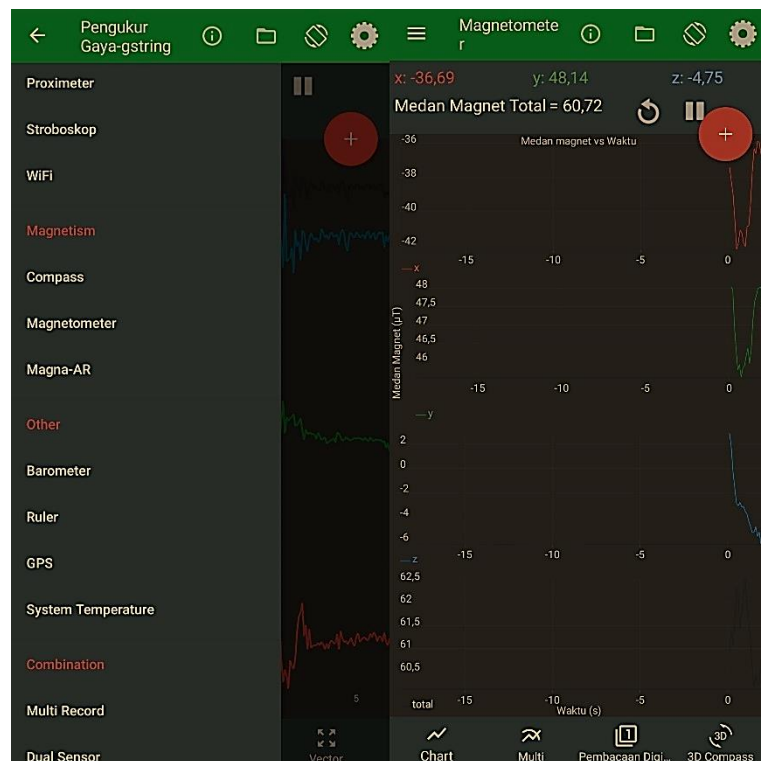 Pengukur
Gaya-gstring
Proximeter
Stroboskop
WiFi
Magnetism
Compass
Magnetometer
Magna-AR
Other
Barometer
Ruler
GPS
System Temperature
Combination
Multi Record
Dual Sensor
5
Vector
Magnetomete
r
x: -36,69 y: 48,14 z: -4,75
Medan Magnet Total = 60,72
Medan magnet vs Waktu
-36
-38
-40
-42
-15 -10 -5 0
x
48
47,5
47
46,5
46
-15 -10 -5 0
y
2
0
-2
-4
-6
-15 -10 -5 0
z
62,5
62
61,5
61
60,5
total -15 -10 -5 0
Medan Magnet (µT)
Waktu (s)
Chart Multi Pembacaan Digi... 3D Compass
1
3D